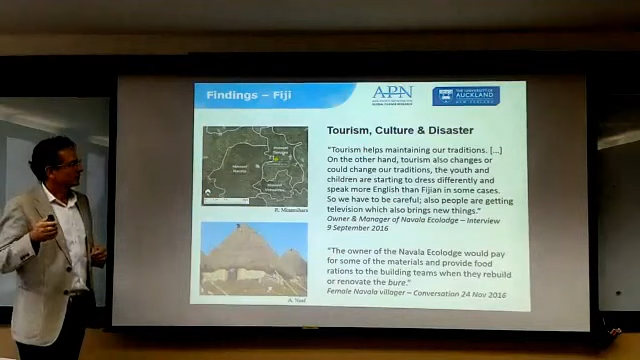 Findings – Fiji
APN
THE UNIVERSITY OF
AUCKLAND
NEW ZEALAND
Tourism, Culture & Disaster
“Tourism helps maintaining our traditions. [...]
On the other hand, tourism also changes or
could change our traditions, the youth and
children are starting to dress differently and
speak more English than Fijian in some cases.
So we have to be careful; also people are getting
television which also brings new things.”
Owner & Manager of Navala Ecolodge – Interview
9 September 2016
“The owner of the Navala Ecolodge would pay
for some of the materials and provide food
rations to the building teams when they rebuild
or renovate the bure.”
Female Navala villager – Conversation 24 Nov 2016
A. Neef